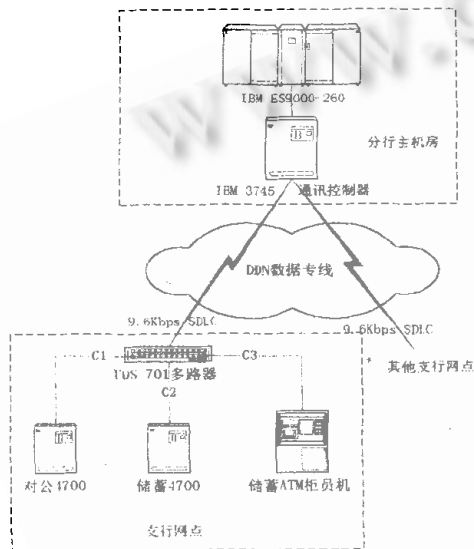 IBM ES9000-260
分行主机房
IBM 3745 通讯控制器
DDN数据专线
9.6Kbps SDLC
9.6Kbps SDLC
其他支行网点
C1
C3
701多路器
C2
对公4700
储蓄4700
储蓄ATM柜员机
支行网点